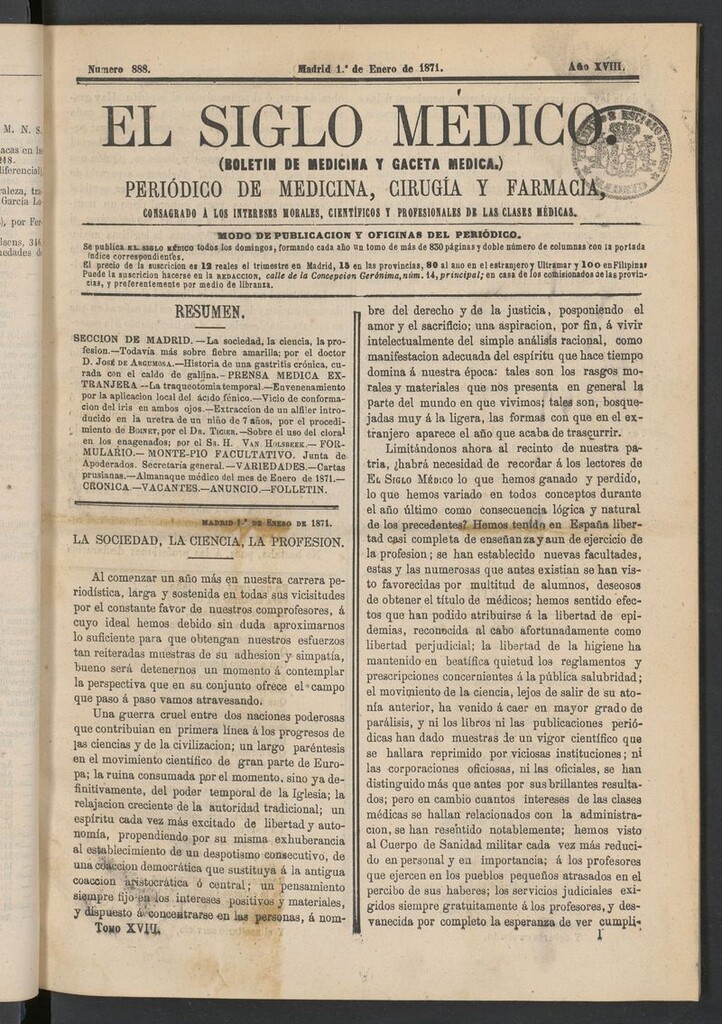 M. N. S.
acas en la
diferencial)
García Lo
), por Fer
Numero 888.
Madrid 1.º de Enero de 1871.
Año XVIII.
EL SIGLO MÉDICO.
(BOLETIN DE MEDICINA Y GACETA MEDICA.)
PERIÓDICO DE MEDICINA, CIRUGÍA Y FARMACIA,
CONSAGRADO Á LOS INTERESES MORALES, CIENTÍFICOS Y PROFESIONALES DE LAS CLASES MÉDICAS.
MODO DE PUBLICACION Y OFICINAS DEL PERIÓDICO.
Se publica EL SIGLO MÉDICO todos los domingos, formando cada año un tomo de más de 830 páginas y doble número de columnas con la portada
índice correspondientes.
El precio de la suscricion es 12 reales el trimestre en Madrid, 15 en las provincias, 80 al ano en el estranjero y Ultramar y 100 en Filipinas
Puede la suscricion hacerse en la REDACCION, calle de la Concepcion Gerónima, núm. 14, principal; en casa de los comisionados de las provin-
cias, y preferentemente por medio de libranza.
RESUMEN.
SECCION DE MADRID.—La sociedad, la ciencia, la pro-
fesion.—Todavía más sobre fiebre amarilla; por el doctor
D. JOSÉ DE ARGUMOSA.—Historia de una gastritis crónica, cu-
rada con el caldo de gallina.—PRENSA MEDICA EX-
TRANJERA—La traqueotomia temporal.—Envenenamiento
por la aplicacion local del ácido fénico.—Vicio de conforma-
cion del iris en ambos ojos.—Extraccion de un alfiler intro-
ducido en la uretra de un niño de 7 años, por el procedi-
miento de BOINET, por el DR. TICIER.—Sobre el uso del cloral
en los enagenados; por el SR. H. VAN HOLSBEEK.—FOR-
MULARIO.—MONTE-PIO FACULTATIVO. Junta de
Apoderados. Secretaría general.—VARIEDADES.—Cartas
prusianas.—Almanaque médico del mes de Enero de 1871.—
CRONICA.—VACANTES.—ANUNCIO.—FOLLETIN.
MADRID 1.º DE ENERO DE 1871.
LA SOCIEDAD, LA CIENCIA, LA PROFESION.
Al comenzar un año más en nuestra carrera pe-
riodística, larga y sostenida en todas sus vicisitudes
por el constante favor de nuestros comprofesores, á
cuyo ideal hemos debido sin duda aproximarnos
lo suficiente para que obtengan nuestros esfuerzos
tan reiteradas muestras de su adhesion y simpatía,
bueno será detenernos un momento á contemplar
la perspectiva que en su conjunto ofrece el campo
que paso á paso vamos atravesando.
Una guerra cruel entre dos naciones poderosas
que contribuian en primera línea á los progresos de
las ciencias y de la civilizacion; un largo paréntesis
en el movimiento científico de gran parte de Euro-
pa; la ruina consumada por el momento, sino ya de-
finitivamente, del poder temporal de la Iglesia; la
relajacion creciente de la autoridad tradicional; un
espíritu cada vez más excitado de libertad y auto-
nomía, propendiendo por su misma exhuberancia
al establecimiento de un despotismo consecutivo, de
una coaccion democrática que sustituya á la antigua
coaccion aristocrática ó central; un pensamiento
siempre fijo en los intereses positivos y materiales,
y dispuesto á concentrarse en las personas, á nom-
TOMO XVIII.
bre del derecho y de la justicia, posponiendo el
amor y el sacrificio; una aspiracion, por fin, á vivir
intelectualmente del simple análisis racional, como
manifestacion adecuada del espíritu que hace tiempo
domina á nuestra época: tales son los rasgos mo-
rales y materiales que nos presenta en general la
parte del mundo en que vivimos; tales son, bosque-
jadas muy á la ligera, las formas con que en el ex-
tranjero aparece el año que acaba de trascurrir.
Limitándonos ahora al recinto de nuestra pa-
tria, ¿habrá necesidad de recordar á los lectores de
EL SIGLO MÉDICO lo que hemos ganado y perdido,
lo que hemos variado en todos conceptos durante
el año último como consecuencia lógica y natural
de los precedentes? Hemos tenido en España liber-
tad casi completa de enseñanza y aun de ejercicio de
la profesion; se han establecido nuevas facultades,
estas y las numerosas que antes existian se han vis-
to favorecidas por multitud de alumnos, deseosos
de obtener el título de médicos; hemos sentido efec-
tos que han podido atribuirse á la libertad de epi-
demias, reconocida al cabo afortunadamente como
libertad perjudicial; la libertad de la higiene ha
mantenido en beatífica quietud los reglamentos y
prescripciones concernientes á la pública salubridad;
el movimiento de la ciencia, lejos de salir de su ato-
nía anterior, ha venido á caer en mayor grado de
parálisis, y ni los libros ni las publicaciones perió-
dicas han dado muestras de un vigor científico que
se hallara reprimido por viciosas instituciones; ni
las corporaciones oficiosas, ni las oficiales, se han
distinguido más que antes por sus brillantes resulta-
dos; pero en cambio cuantos intereses de las clases
médicas se hallan relacionados con la administra-
cion, se han resentido notablemente; hemos visto
al Cuerpo de Sanidad militar cada vez más reduci-
do en personal y en importancia; á los profesores
que ejercen en los pueblos pequeños atrasados en el
percibo de sus haberes; los servicios judiciales exi-
gidos siempre gratuitamente á los profesores, y des-
vanecida por completo la esperanza de ver cumpli-
1